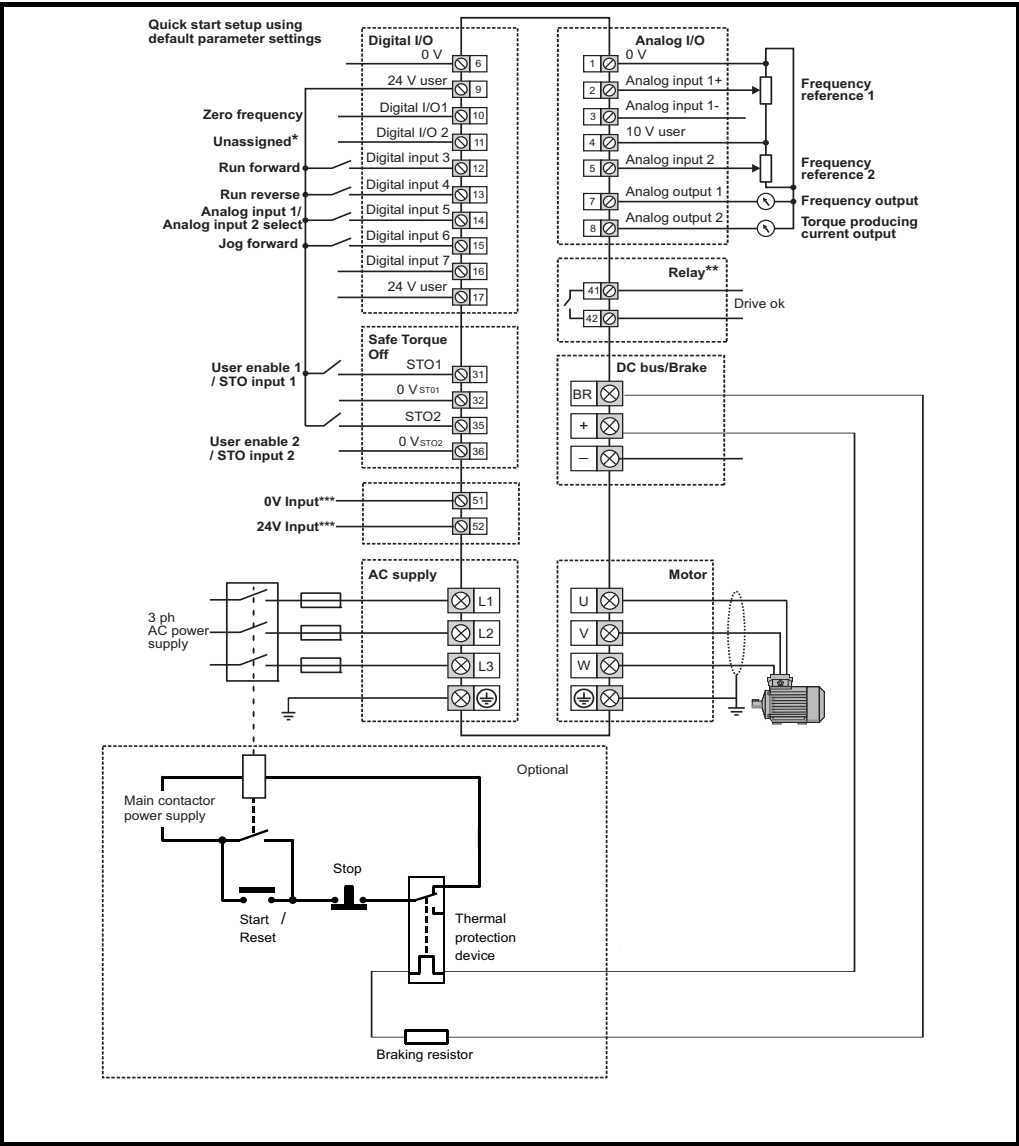 Quick start setup using
default parameter settings
Digital I/O
0 V
6
24 V user
9
Zero frequency
Digital I/O1
10
Unassigned*
Digital I/O 2
11
Run forward
Digital input 3
12
Run reverse
Digital input 4
13
Analog input 1/
Analog input 2 select
Digital input 5
14
Jog forward
Digital input 6
15
Digital input 7
16
24 V user
17
Analog I/O
1
0 V
2
Analog input 1+
Frequency
reference 1
3
Analog input 1-
4
10 V user
5
Analog input 2
Frequency
reference 2
7
Analog output 1
Frequency output
8
Analog output 2
Torque producing
current output
Relay**
41
42
Drive ok
Safe Torque
Off
User enable 1
/ STO input 1
STO1
31
0 VSTO1
32
STO2
35
User enable 2
/ STO input 2
0 VSTO2
36
DC bus/Brake
BR
+
–
0V Input***
51
24V Input***
52
AC supply
3 ph
AC power
supply
L1
L2
L3
Motor
U
V
W
Optional
Main contactor
power supply
Stop
Start /
Reset
Thermal
protection
device
Braking resistor